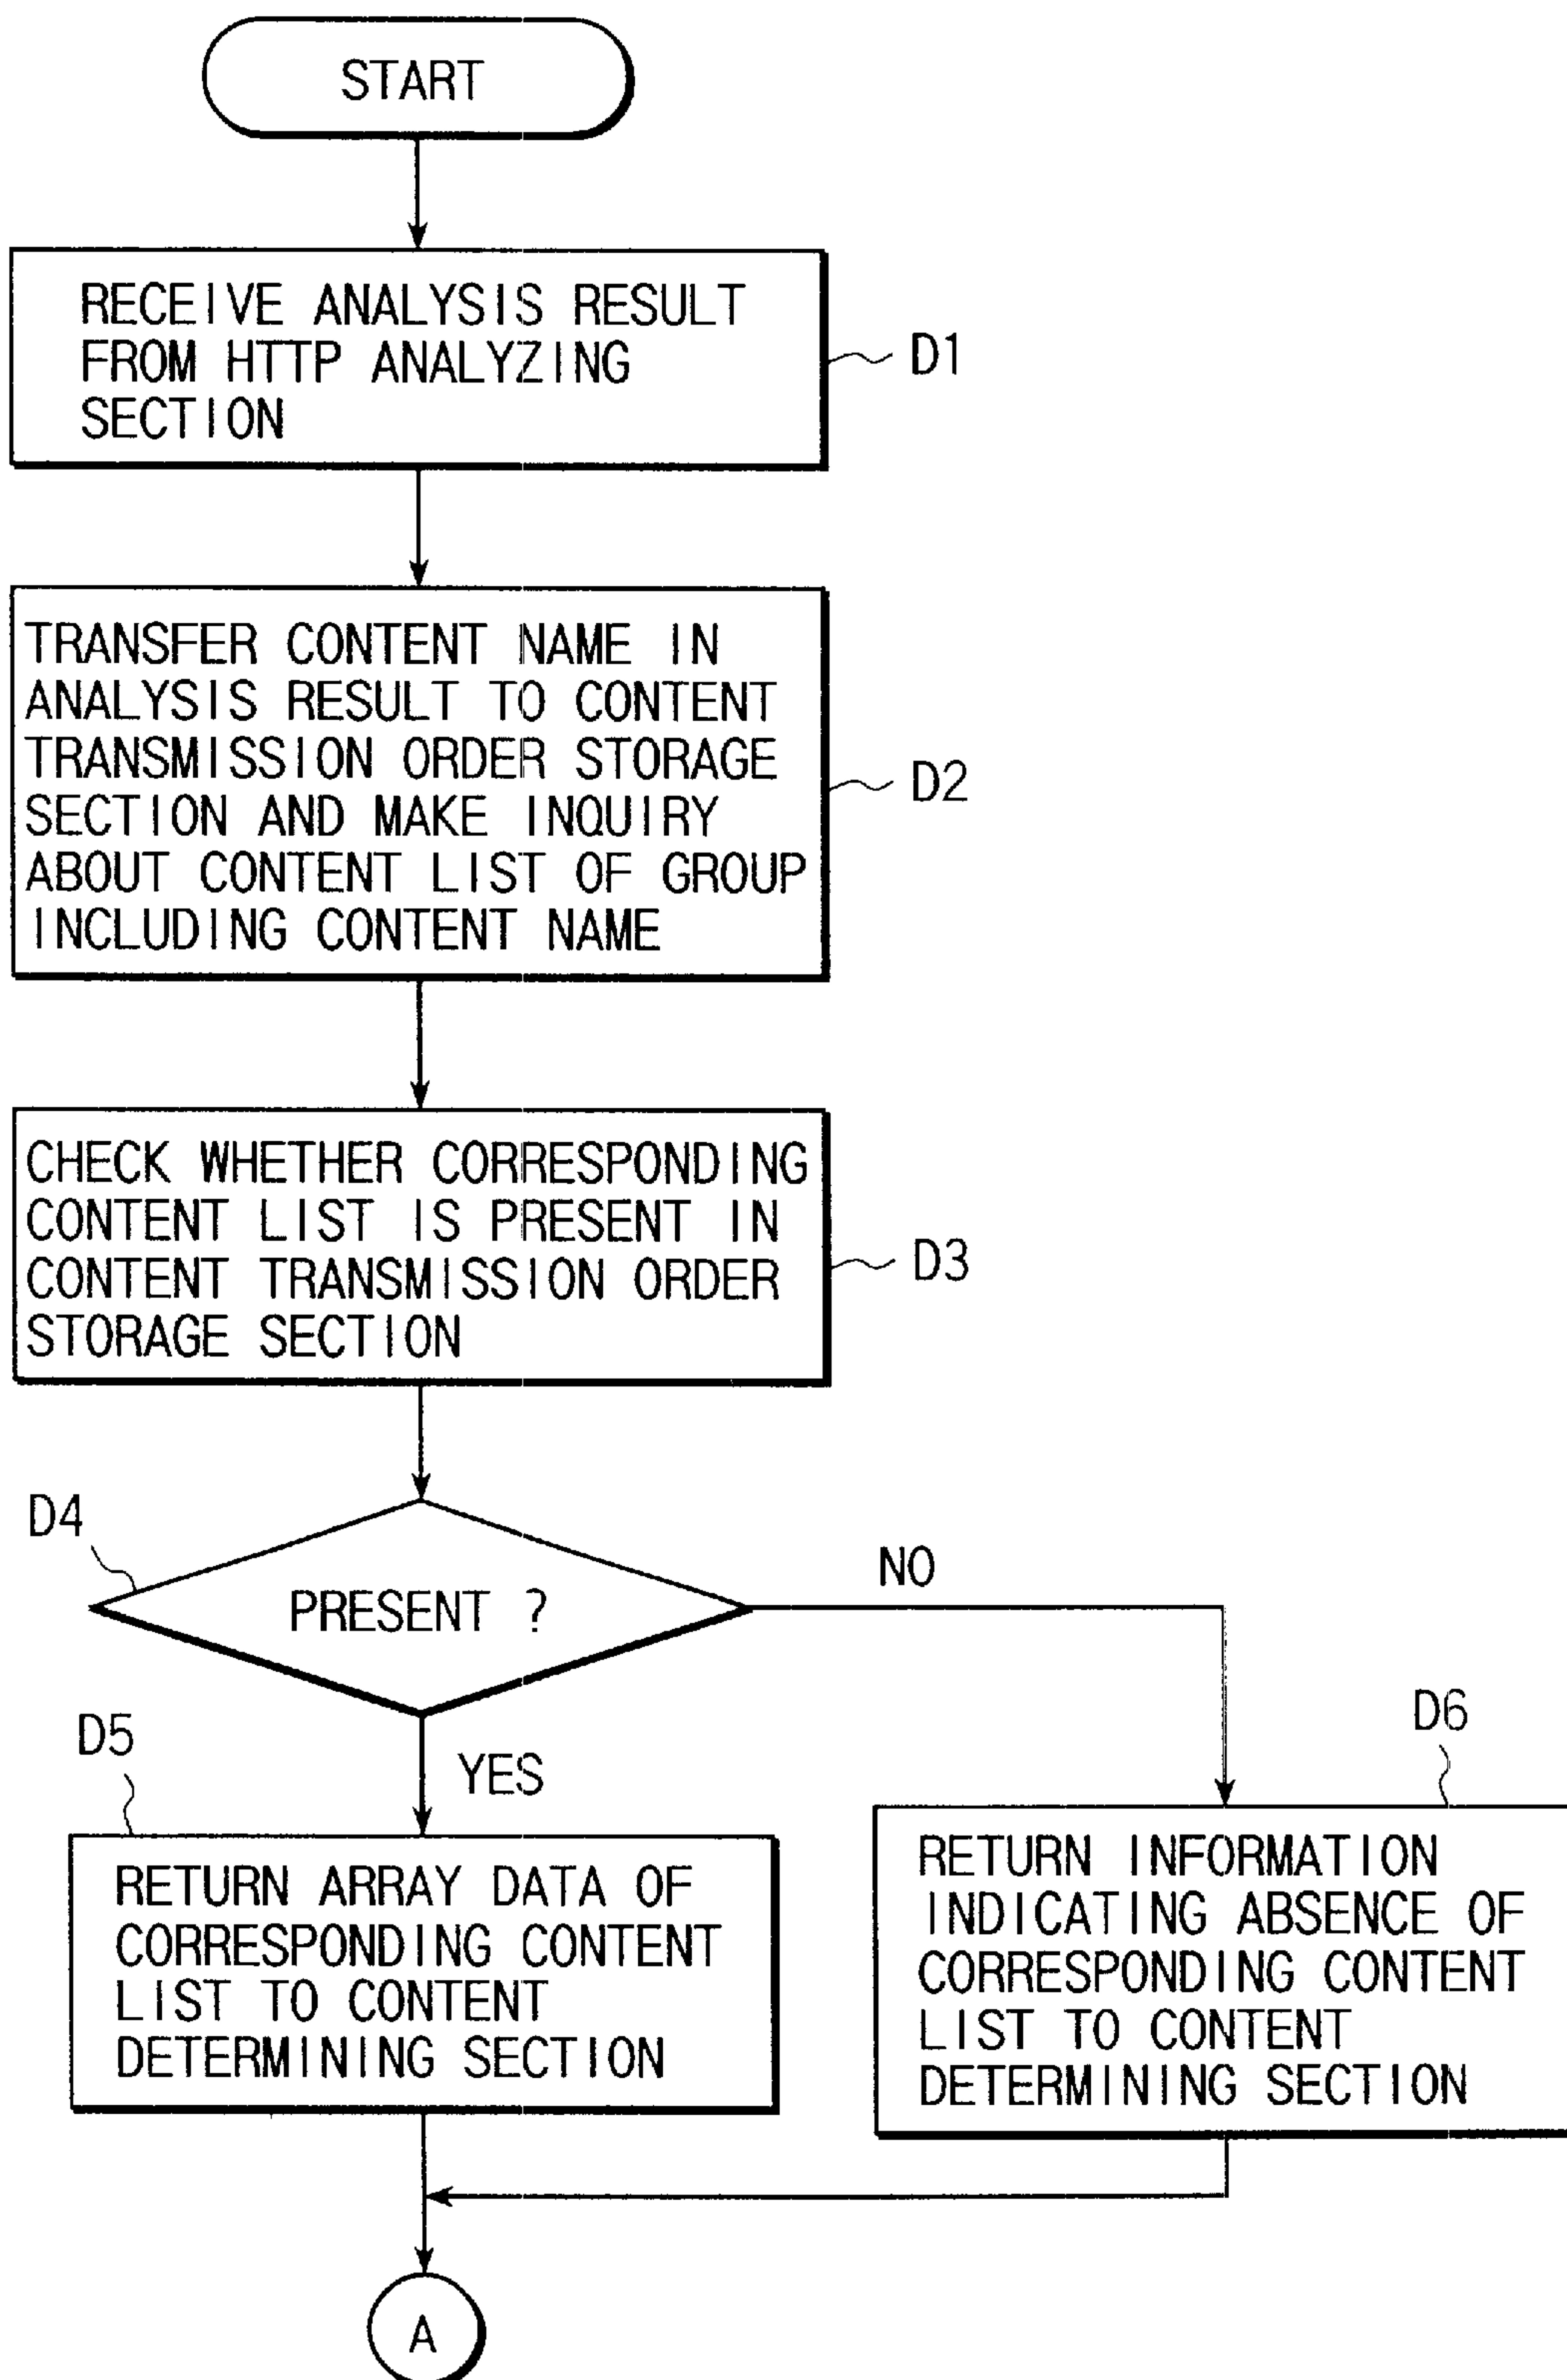 START
RECEIVE ANALYSIS RESULT
FROM HTTP ANALYZING
SECTION
D1
TRANSFER CONTENT NAME IN
ANALYSIS RESULT TO CONTENT
TRANSMISSION ORDER STORAGE
SECTION AND MAKE INQUIRY
ABOUT CONTENT LIST OF GROUP
INCLUDING CONTENT NAME
D2
CHECK WHETHER CORRESPONDING
CONTENT LIST IS PRESENT IN
CONTENT TRANSMISSION ORDER
STORAGE SECTION
D3
D4
PRESENT ?
NO
YES
D5
RETURN ARRAY DATA OF
CORRESPONDING CONTENT
LIST TO CONTENT
DETERMINING SECTION
D6
RETURN INFORMATION
INDICATING ABSENCE OF
CORRESPONDING CONTENT
LIST TO CONTENT
DETERMINING SECTION
A